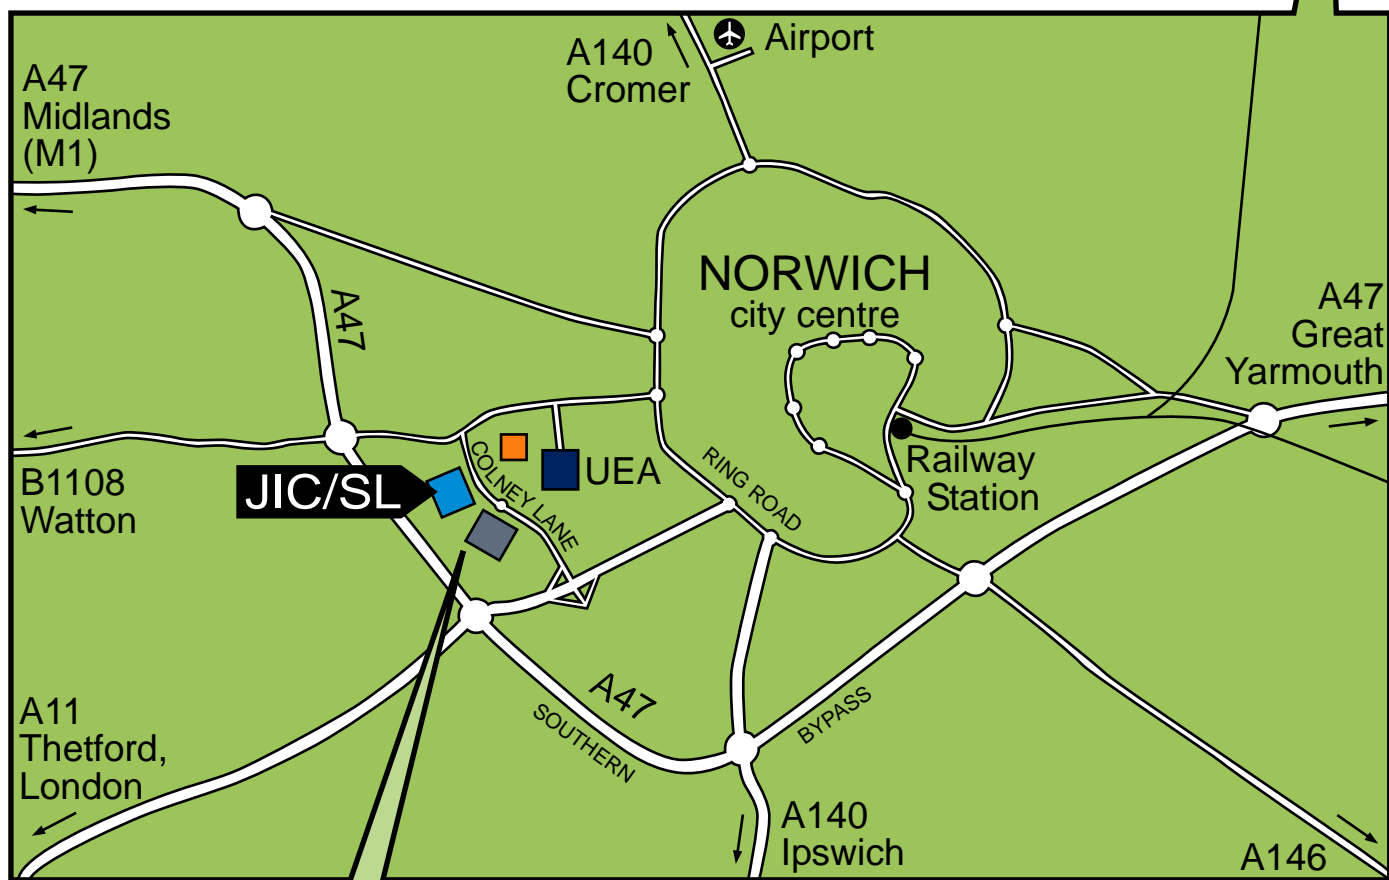 A140
Cromer
Airport
A47
Midlands
(M1)
NORWICH
city centre
A47
Great
Yarmouth
A47
B1108
Watton
JIC/SL
COLNEY LANE
UEA
RING ROAD
Railway
Station
A11
Thetford,
London
A47
SOUTHERN
BYPASS
A140
Ipswich
A146